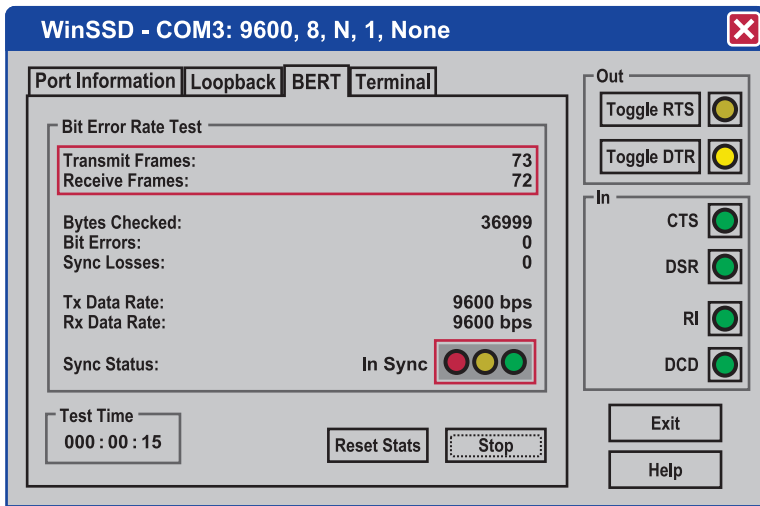 WinSSD - COM3: 9600, 8, N, 1, None
Port Information Loopback BERT Terminal
Bit Error Rate Test
Transmit Frames: 73
Receive Frames: 72
Bytes Checked: 36999
Bit Errors: 0
Sync Losses: 0
Tx Data Rate: 9600 bps
Rx Data Rate: 9600 bps
Sync Status: In Sync
Test Time
000 : 00 : 15
Reset Stats Stop
Out
Toggle RTS
Toggle DTR
In
CTS
DSR
RI
DCD
Exit
Help